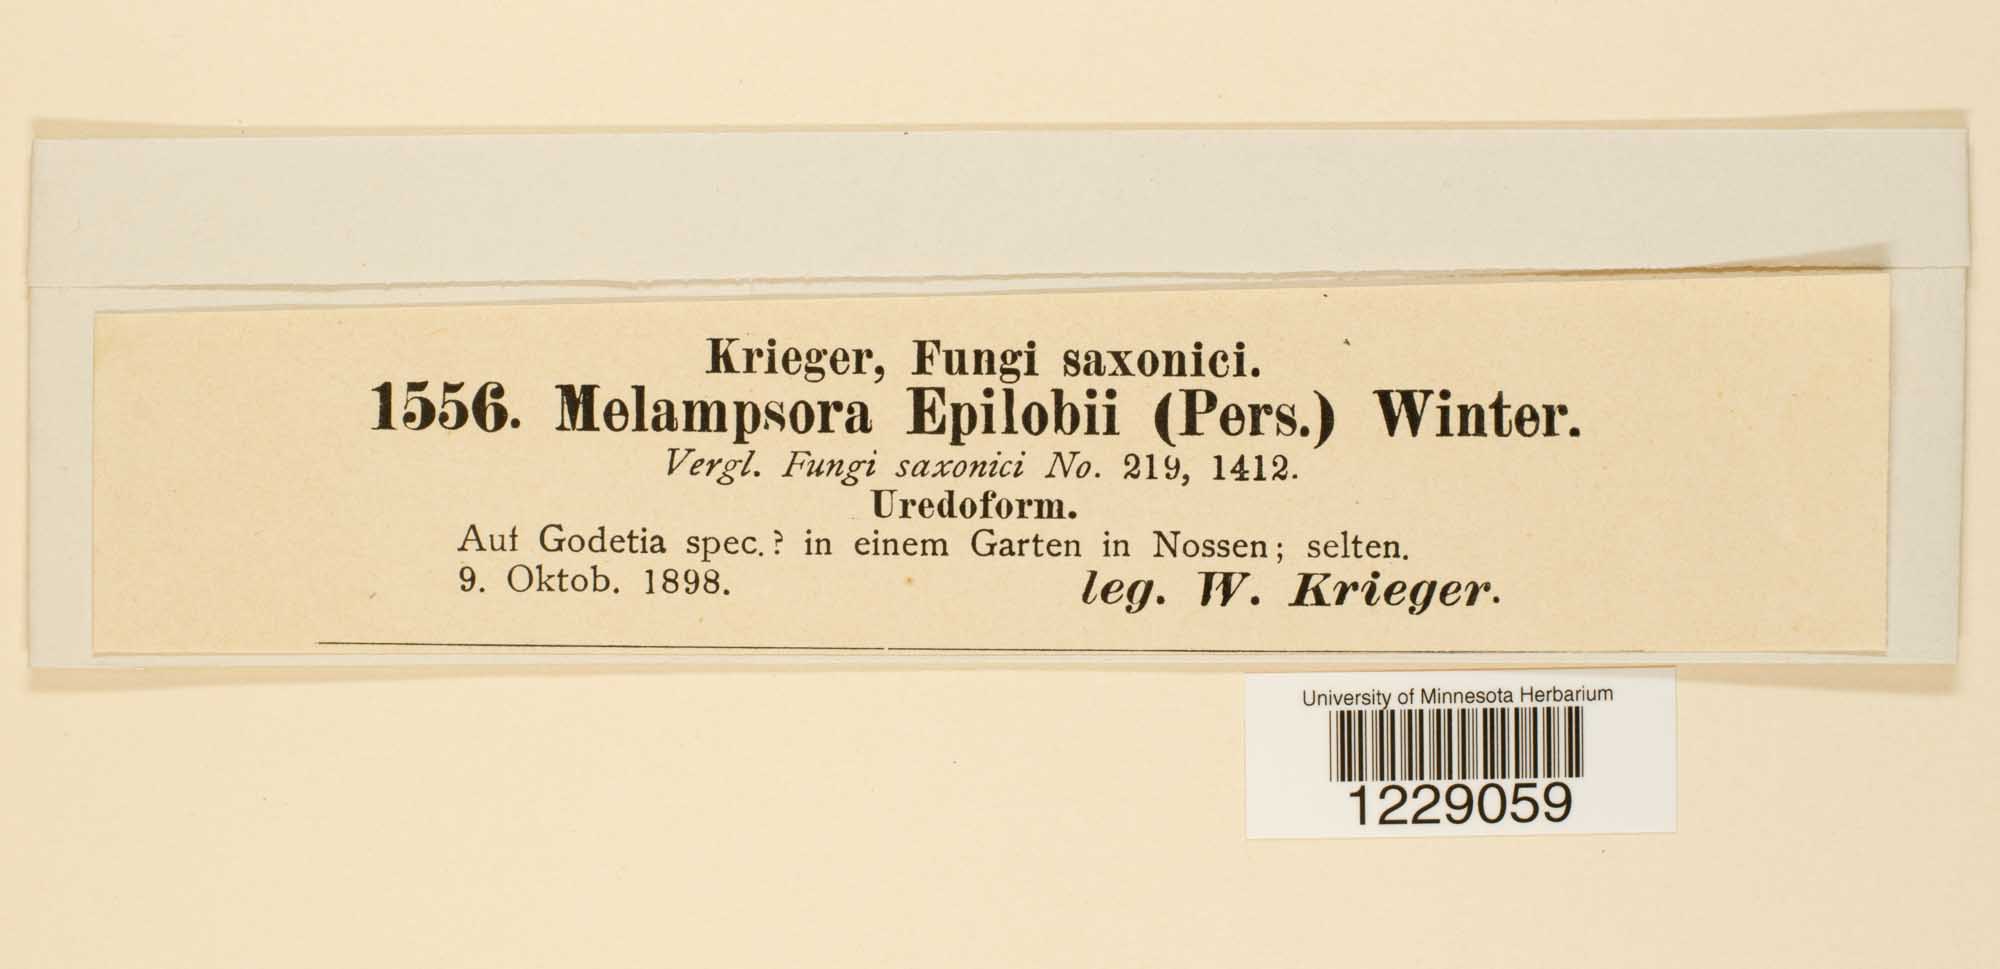 Krieger, Fungi saxonici.
1556. Melampsora Epilobii (Pers.) Winter.
Vergl. Fungi saxonici No. 219, 1412.
Uredoform.
Auf Godetia spec.? in einem Garten in Nossen; selten.
9. Oktob. 1898. leg. W. Krieger.
University of Minnesota Herbarium
1229059